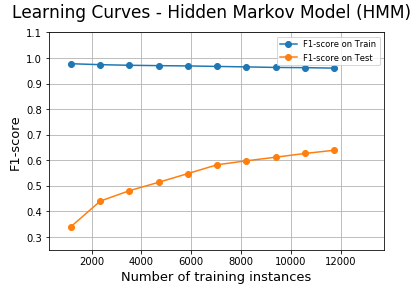 Learning Curves - Hidden Markov Model (HMM)
1.1
1.0
0.9
0.8
0.7
0.6
0.5
0.4
0.3
F1-score
F1-score on Train
F1-score on Test
2000 4000 6000 8000 10000 12000
Number of training instances